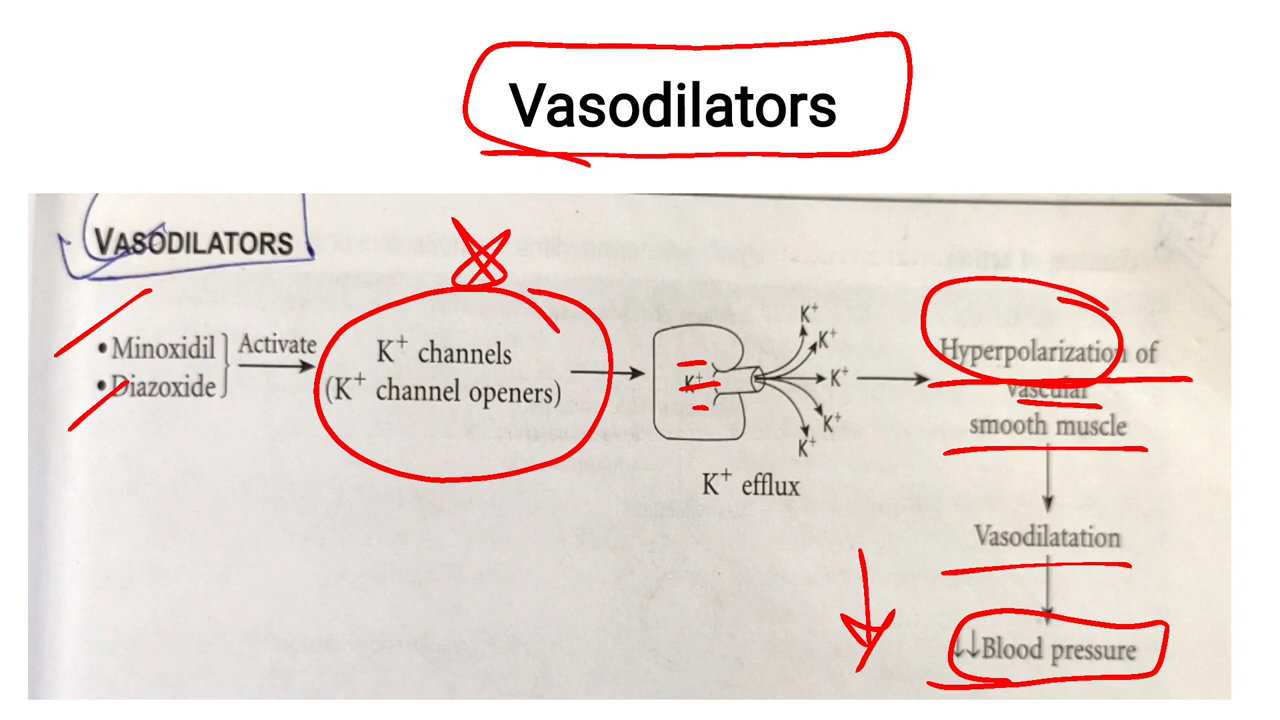 Vasodilators
VASODILATORS
• Minoxidil
• Diazoxide
Activate
K⁺ channels
(K⁺ channel openers)
K⁺
K⁺
K⁺
K⁺
K⁺
K⁺
K⁺ efflux
Hyperpolarization of
vascular
smooth muscle
Vasodilatation
↓↓Blood pressure